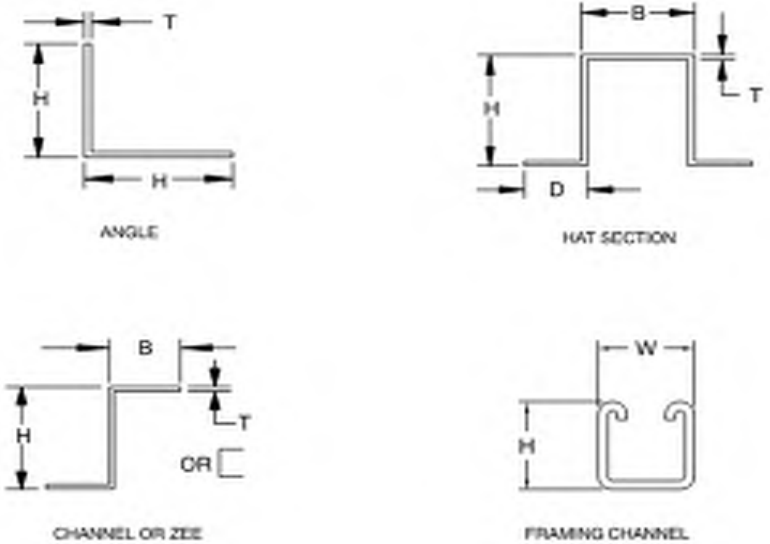 T
H
H
ANGLE
B
H
T
D
HAT SECTION
B
H
T
OR
CHANNEL OR ZEE
W
H
FRAMING CHANNEL